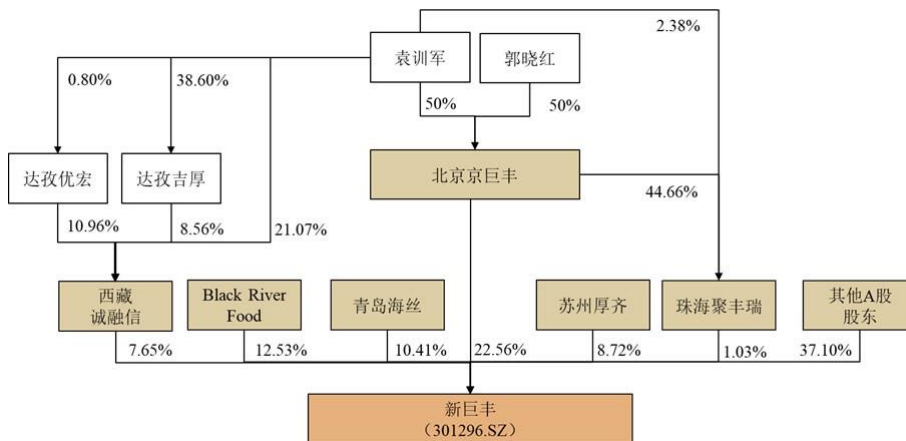 2.38%
袁训军
郭晓红
0.80%
38.60%
50%
50%
达孜优宏
达孜吉厚
北京京巨丰
44.66%
10.96%
8.56%
21.07%
西藏
诚融信
Black River
Food
青岛海丝
苏州厚齐
珠海聚丰瑞
其他A股
股东
7.65%
12.53%
10.41%
22.56%
8.72%
1.03%
37.10%
新巨丰
（301296.SZ）